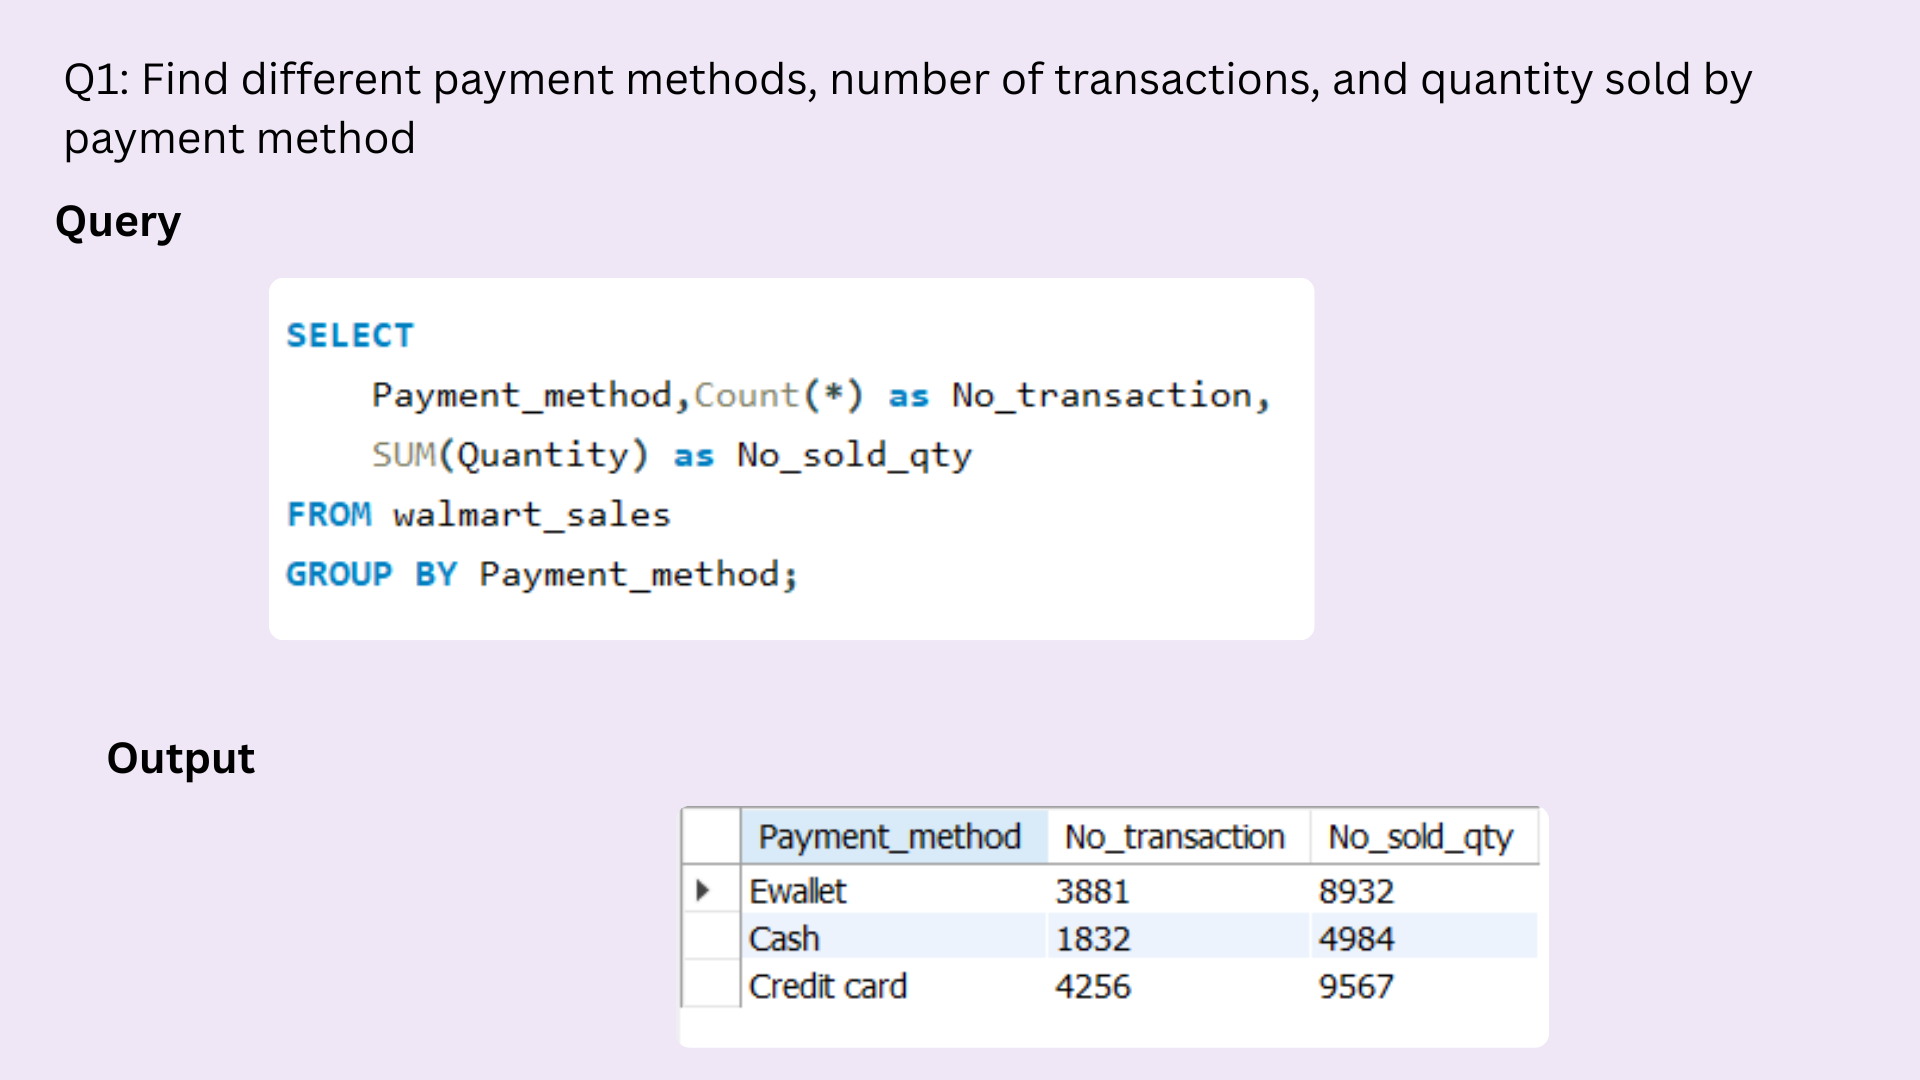 Q1: Find different payment methods, number of transactions, and quantity sold by
payment method
Query
SELECT
Payment_method,Count(*) as No_transaction,
SUM(Quantity) as No_sold_qty
FROM walmart_sales
GROUP BY Payment_method;
Output
Payment_method No_transaction No_sold_qty
Ewallet 3881 8932
Cash 1832 4984
Credit card 4256 9567